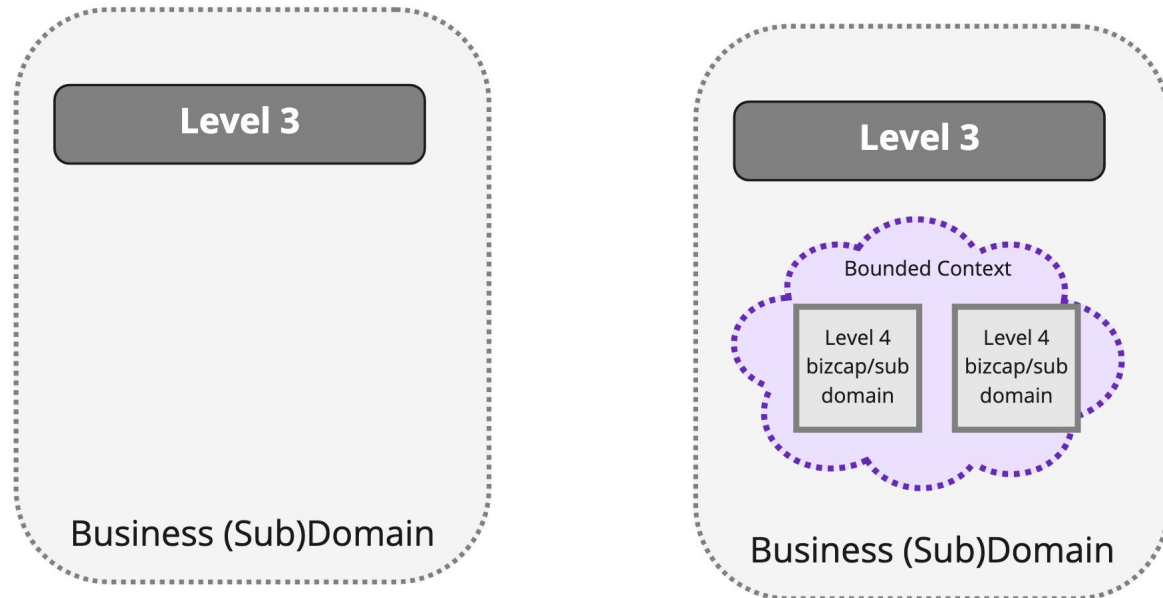 Level 3
Business (Sub)Domain
Level 3
Bounded Context
Level 4
bizcap/sub
domain
Level 4
bizcap/sub
domain
Business (Sub)Domain